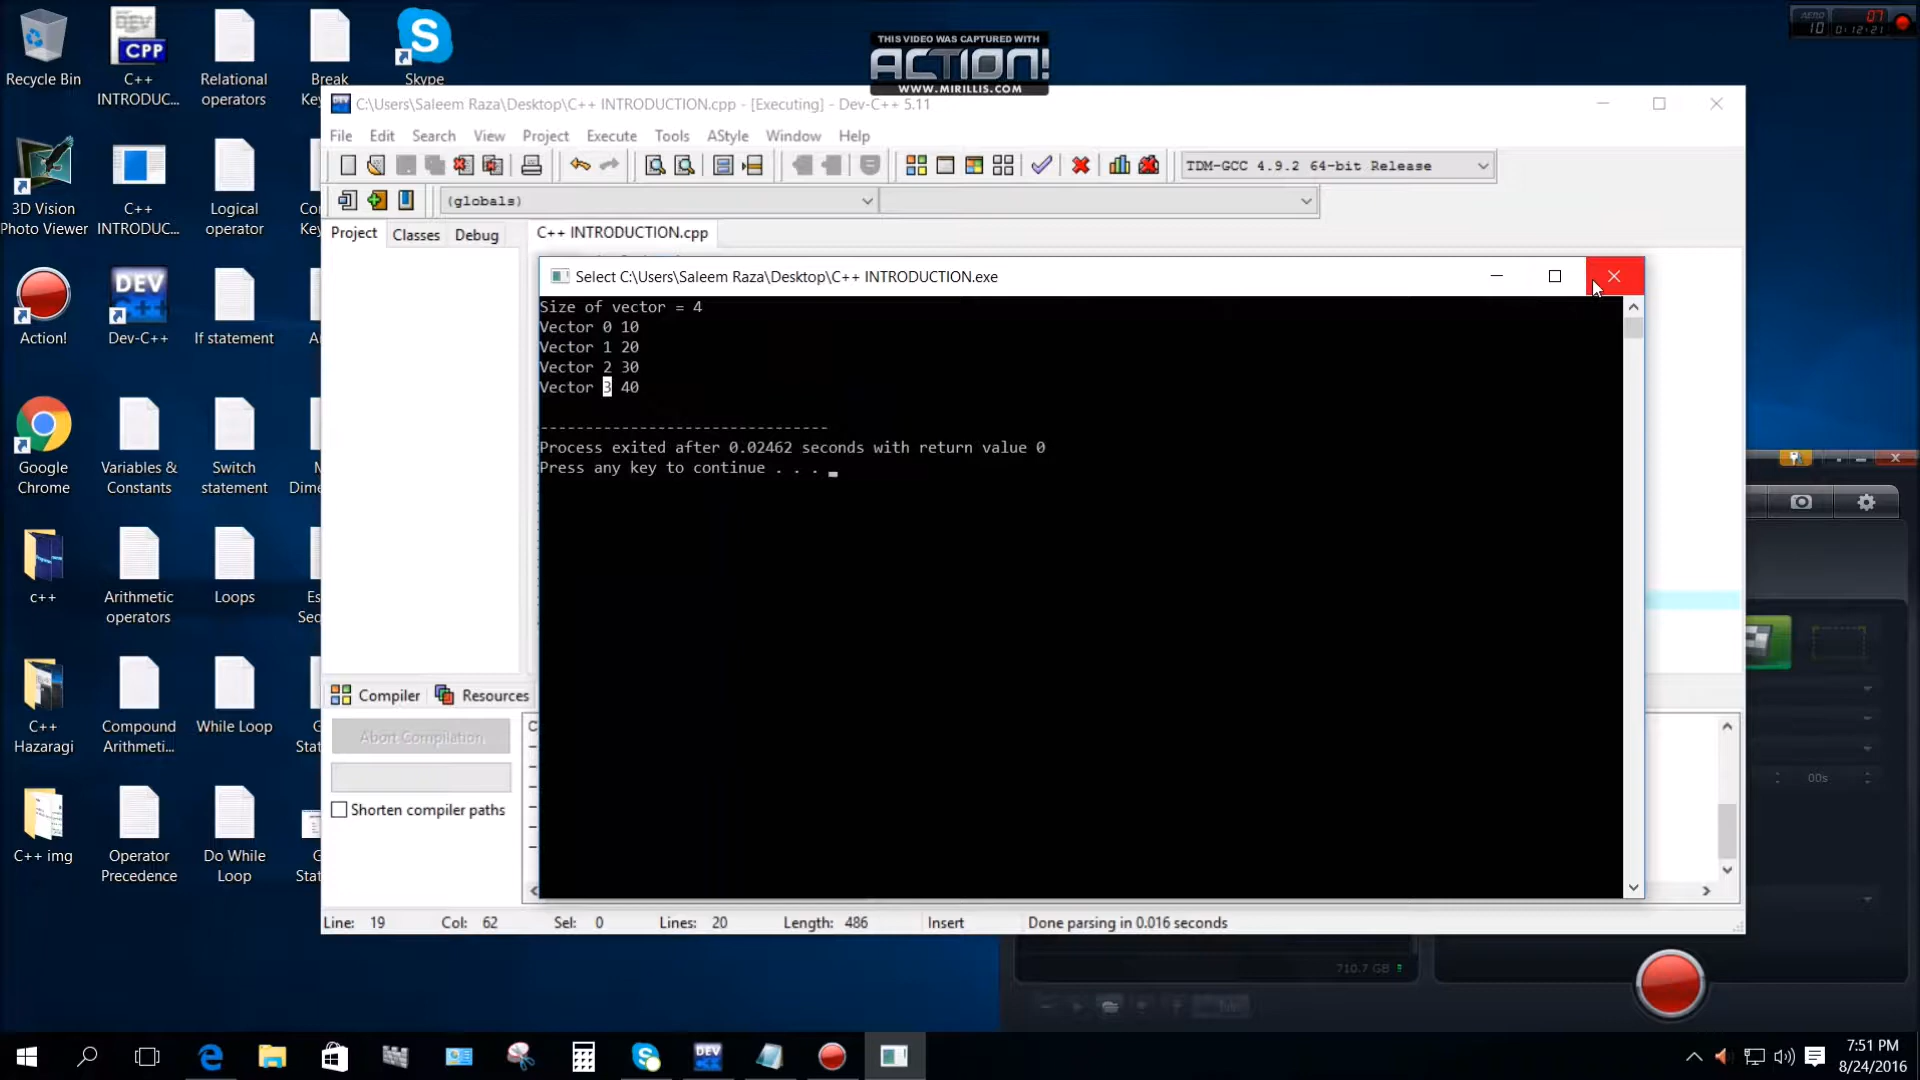 THIS VIDEO WAS CAPTURED WITH
ACTION!
WWW.MIRILLIS.COM
Recycle Bin
C++
INTRODUC...
Relational
operators
Break
Skype
3D Vision
Photo Viewer
C++
INTRODUC...
Logical
operator
Action!
Dev-C++
If statement
Google
Chrome
Variables &
Constants
Switch
statement
c++
Arithmetic
operators
Loops
C++
Hazaragi
Compound
Arithmeti...
While Loop
C++ img
Operator
Precedence
Do While
Loop
C:\Users\Saleem Raza\Desktop\C++ INTRODUCTION.cpp - [Executing] - Dev-C++ 5.11
File Edit Search View Project Execute Tools AStyle Window Help
TDM-GCC 4.9.2 64-bit Release
(globals)
Project Classes Debug
C++ INTRODUCTION.cpp
Select C:\Users\Saleem Raza\Desktop\C++ INTRODUCTION.exe
Size of vector = 4
Vector 0 10
Vector 1 20
Vector 2 30
Vector 3 40
--------------------------------
Process exited after 0.02462 seconds with return value 0
Press any key to continue . . .
Compiler Resources
Abort Compilation
Shorten compiler paths
Line: 19 Col: 62 Sel: 0 Lines: 20 Length: 486 Insert Done parsing in 0.016 seconds
00s
710.7 GB
7:51 PM
8/24/2016